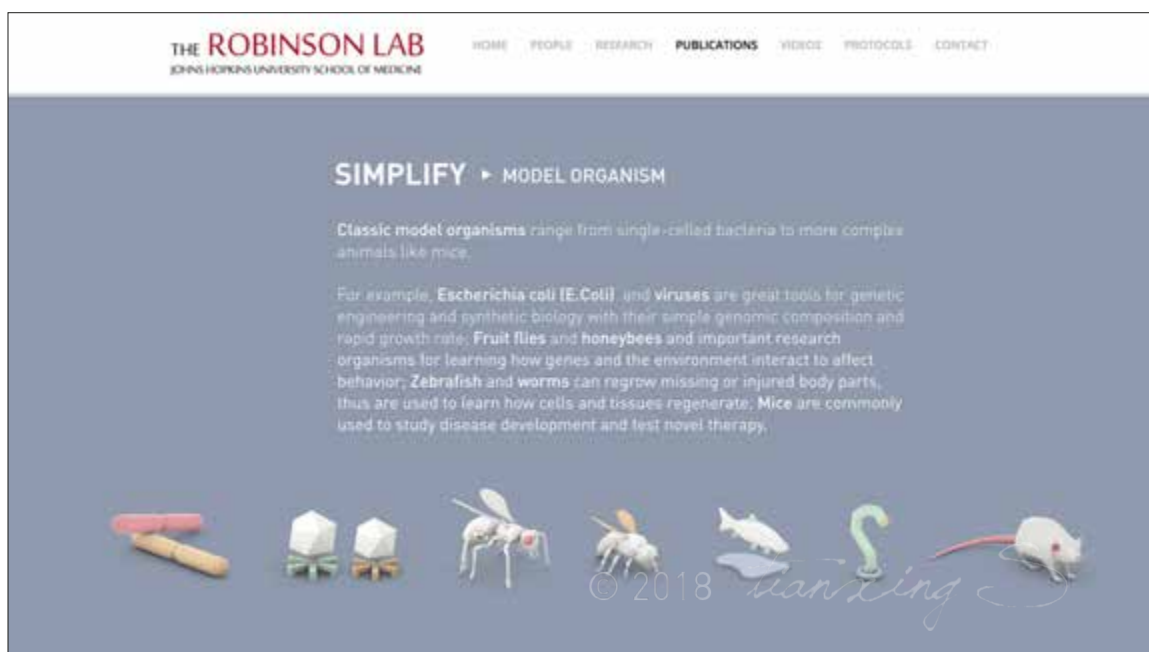 THE ROBINSON LAB
JOHNS HOPKINS UNIVERSITY SCHOOL OF MEDICINE
HOME PEOPLE RESEARCH PUBLICATIONS VIDEOS PROTOCOLS CONTACT
SIMPLIFY ▸ MODEL ORGANISM
Classic model organisms range from single-celled bacteria to more complex
animals like mice.
For example, Escherichia coli (E.Coli) and viruses are great tools for genetic
engineering and synthetic biology with their simple genomic composition and
rapid growth rate; Fruit flies and honeybees and important research
organisms for learning how genes and the environment interact to affect
behavior; Zebrafish and worms can regrow missing or injured body parts,
thus are used to learn how cells and tissues regenerate; Mice are commonly
used to study disease development and test novel therapy.
© 2018 tianxing S